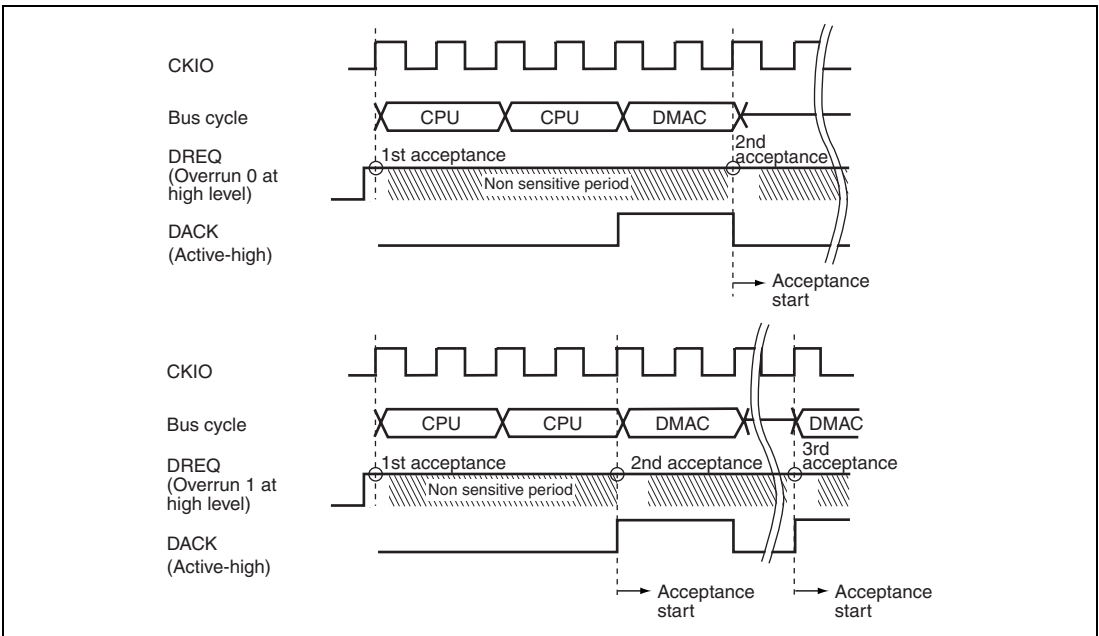 CKIO
Bus cycle
CPU
CPU
DMAC
DREQ
(Overrun 0 at
high level)
1st acceptance
2nd
acceptance
Non sensitive period
DACK
(Active-high)
Acceptance
start
CKIO
Bus cycle
CPU
CPU
DMAC
DMAC
DREQ
(Overrun 1 at
high level)
1st acceptance
2nd acceptance
3rd
acceptance
Non sensitive period
DACK
(Active-high)
Acceptance
start
Acceptance
start